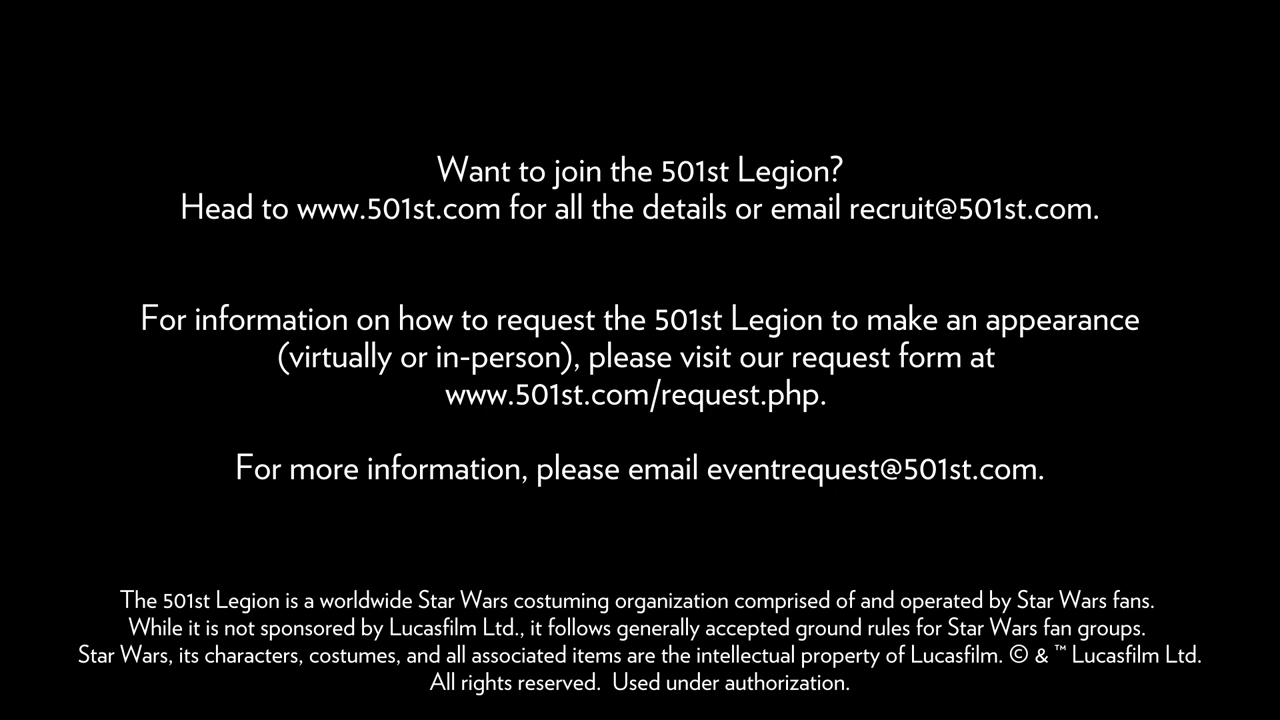 Want to join the 501st Legion?
Head to www.501st.com for all the details or email recruit@501st.com.
For information on how to request the 501st Legion to make an appearance
(virtually or in-person), please visit our request form at
www.501st.com/request.php.
For more information, please email eventrequest@501st.com.
The 501st Legion is a worldwide Star Wars costuming organization comprised of and operated by Star Wars fans.
While it is not sponsored by Lucasfilm Ltd., it follows generally accepted ground rules for Star Wars fan groups.
Star Wars, its characters, costumes, and all associated items are the intellectual property of Lucasfilm. © & ™ Lucasfilm Ltd.
All rights reserved.  Used under authorization.